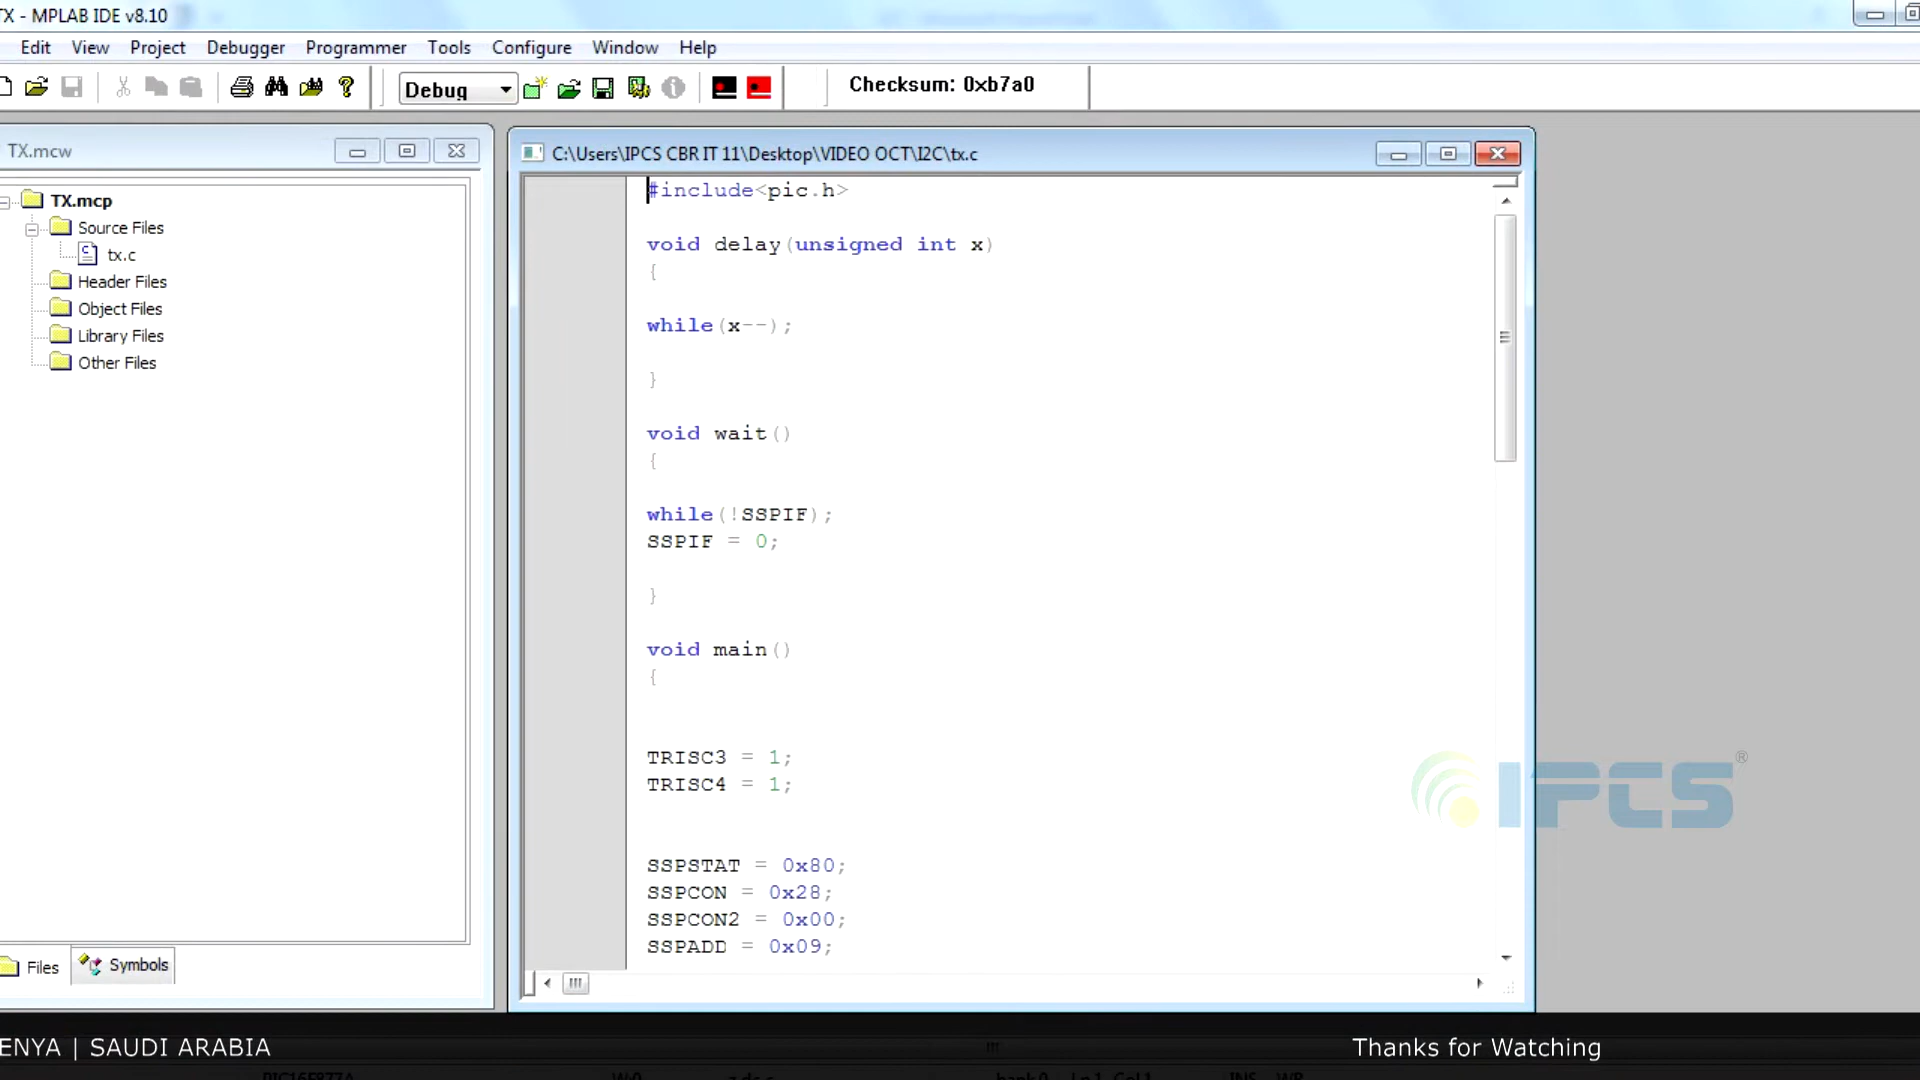 TX - MPLAB IDE v8.10
Edit View Project Debugger Programmer Tools Configure Window Help
Debug
Checksum: 0xb7a0
TX.mcw
TX.mcp
Source Files
tx.c
Header Files
Object Files
Library Files
Other Files
Files
Symbols
C:\Users\IPCS CBR IT 11\Desktop\VIDEO OCT\I2C\tx.c
#include<pic.h>
void delay(unsigned int x)
{
while(x--);
}
void wait()
{
while(!SSPIF);
SSPIF = 0;
}
void main()
{
TRISC3 = 1;
TRISC4 = 1;
SSPSTAT = 0x80;
SSPCON = 0x28;
SSPCON2 = 0x00;
SSPADD = 0x09;
IPCS®
ENYA | SAUDI ARABIA
Thanks for Watching